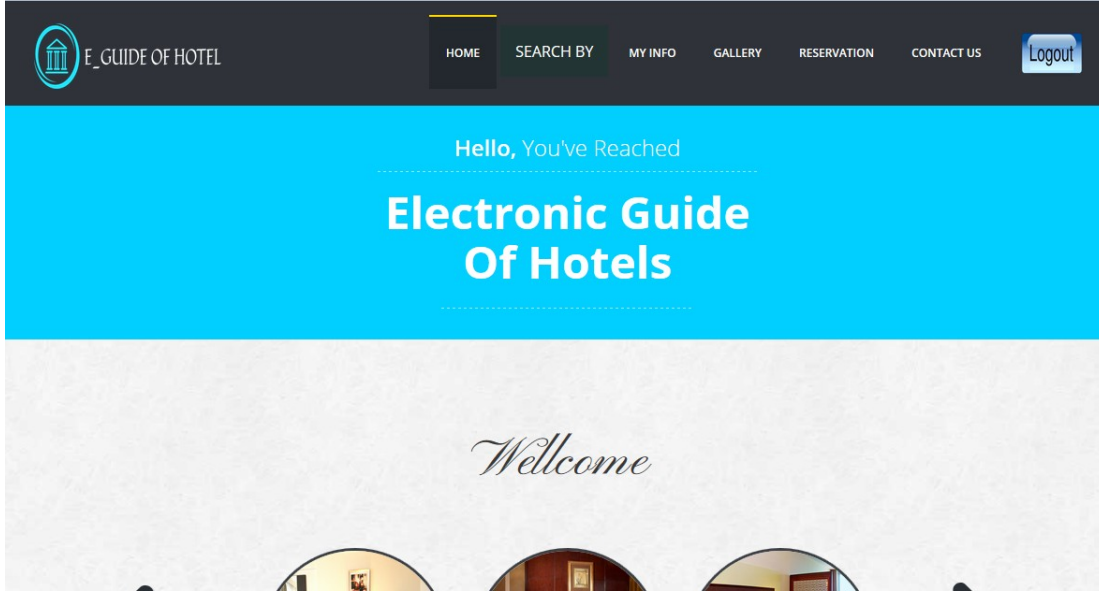 E_GUIDE OF HOTEL
HOME SEARCH BY MY INFO GALLERY RESERVATION CONTACT US Logout
Hello, You've Reached
Electronic Guide
Of Hotels
Wellcome